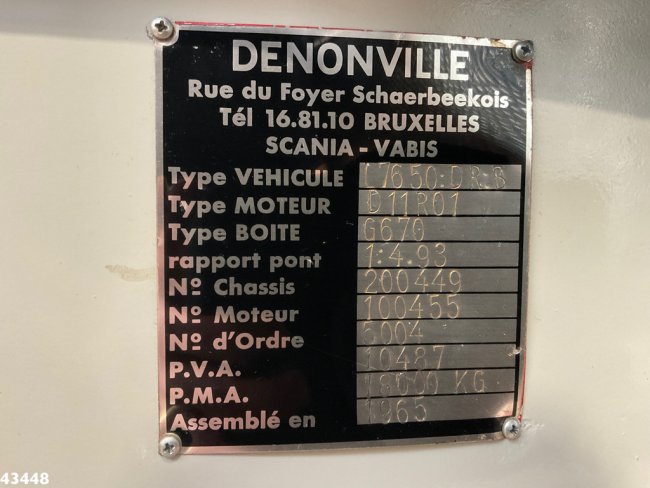 DENONVILLE
Rue du Foyer Schaerbeekois
Tél 16.81.10 BRUXELLES
SCANIA - VABIS
Type VEHICULE L7650:DR:B
Type MOTEUR D11R01
Type BOITE G670
rapport pont 1:4.93
Nº Chassis 200449
Nº Moteur 100455
Nº d'Ordre 5004
P.V.A. 10487
P.M.A. 18000 KG
Assemblé en 1965
43448